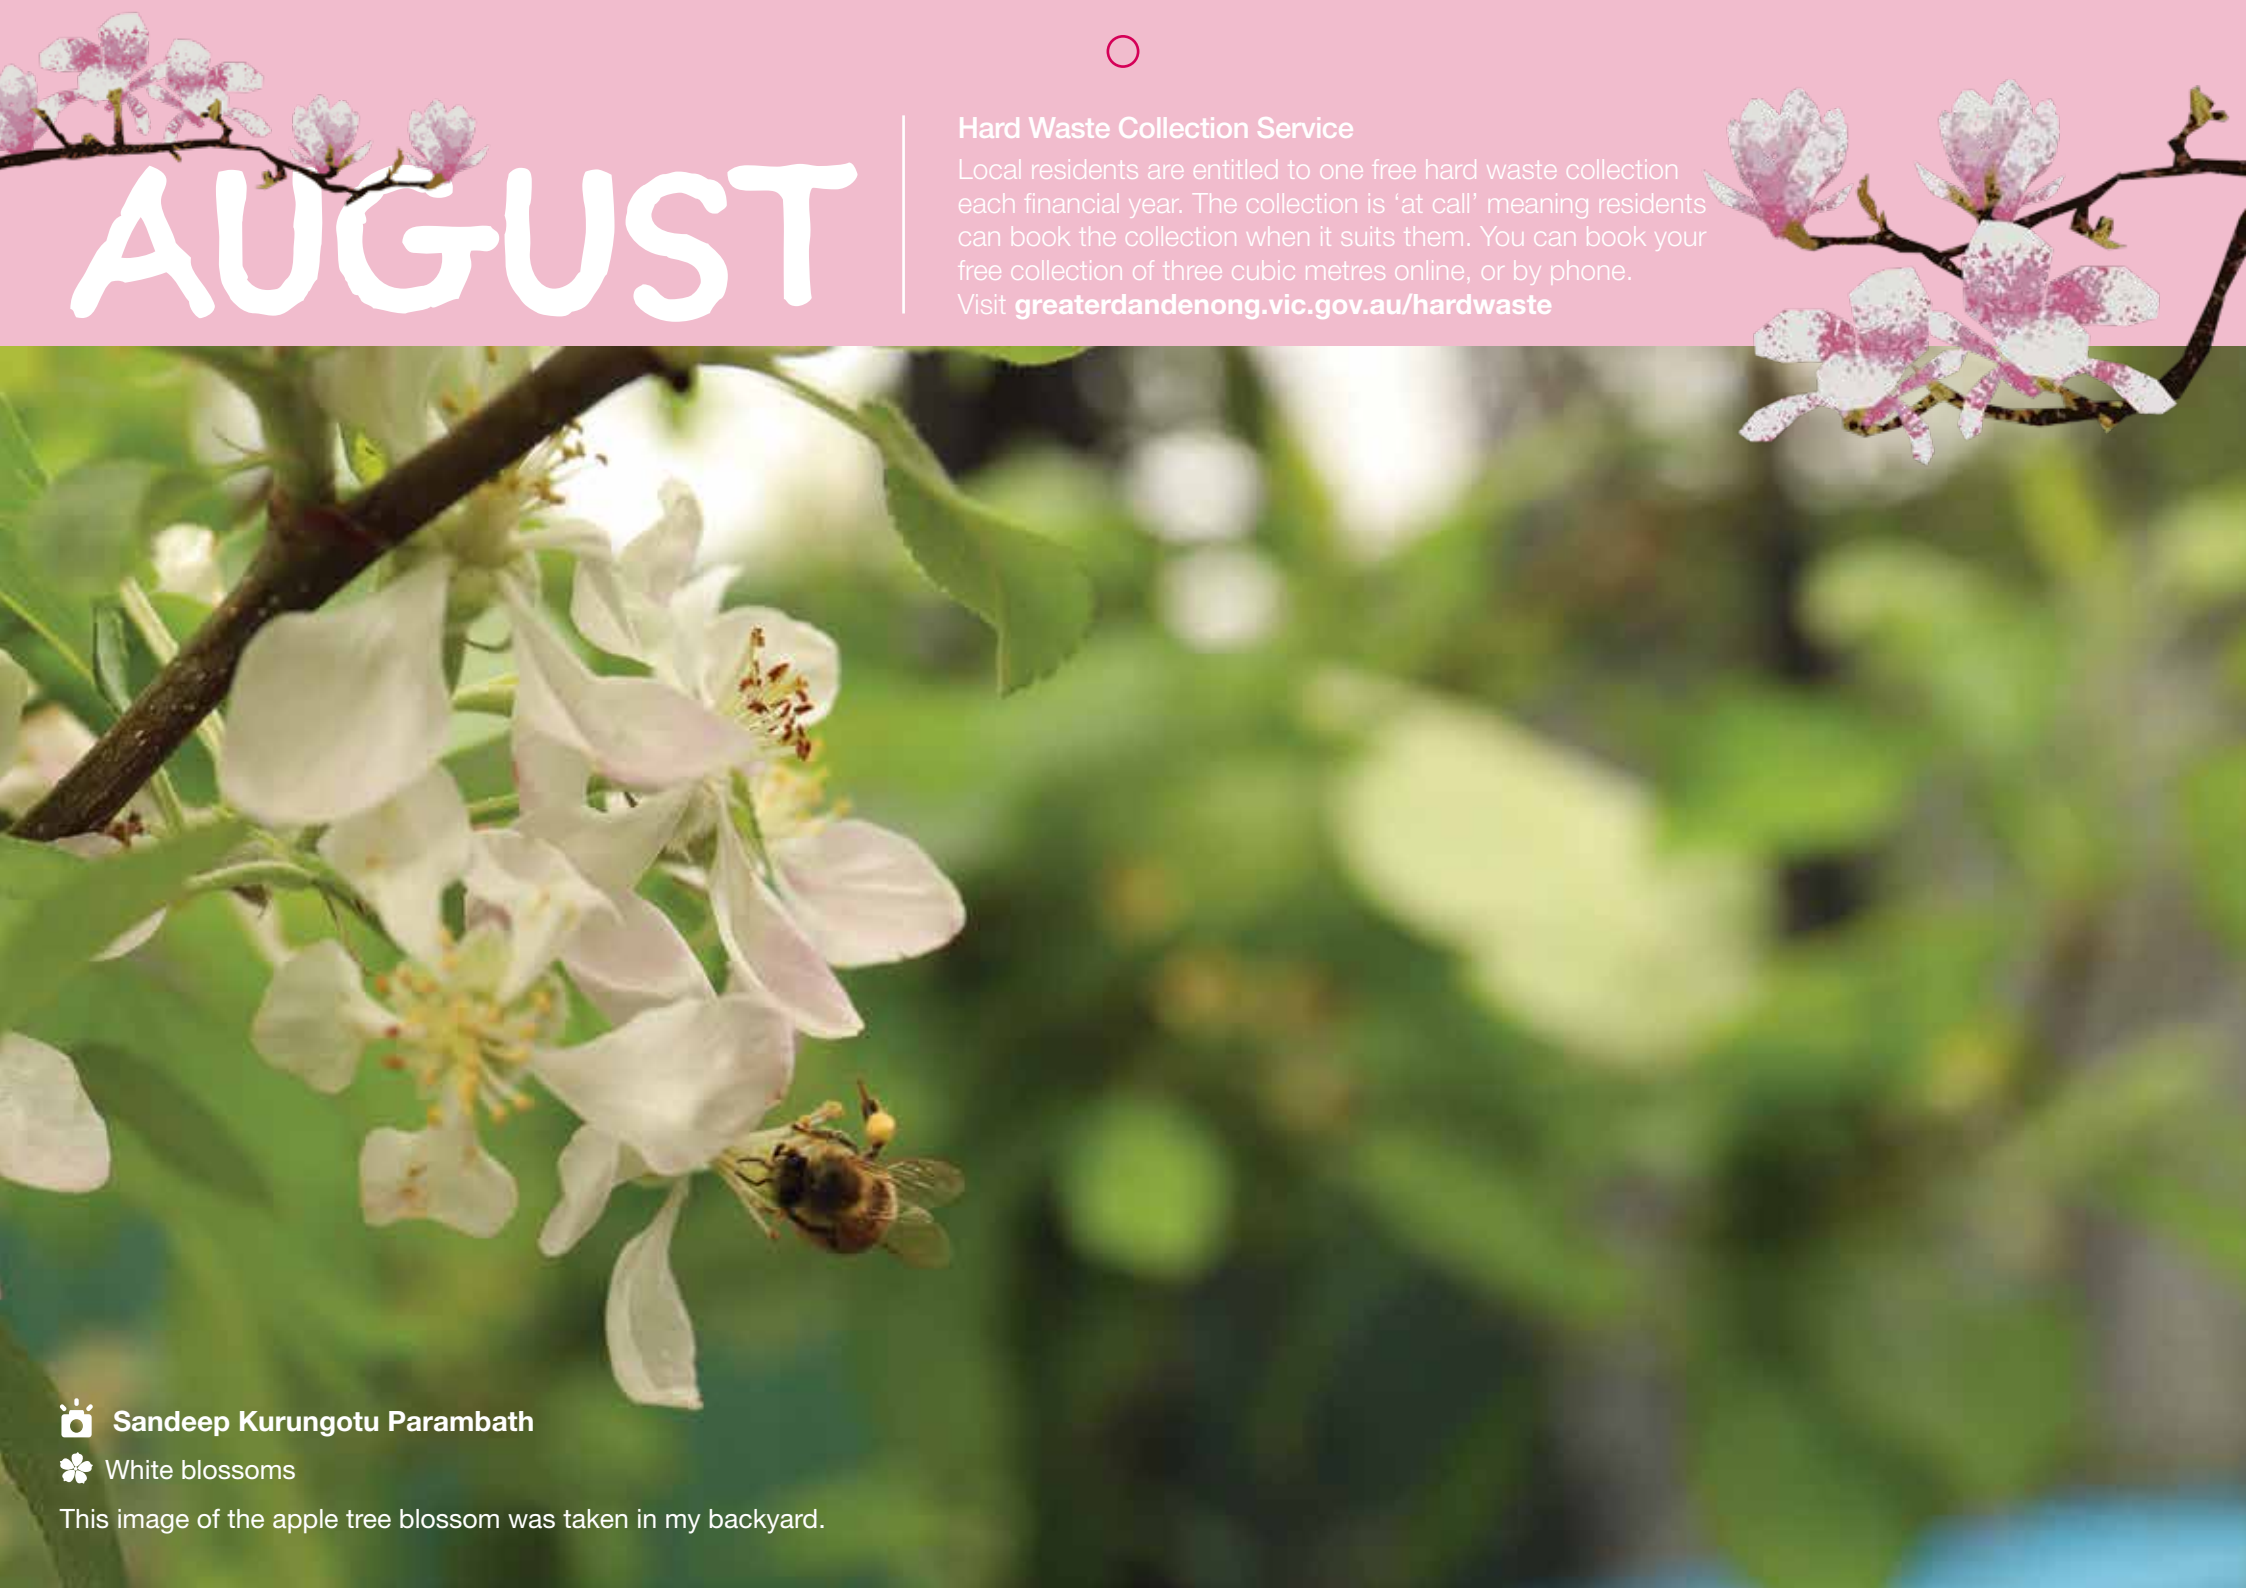 AUGUST
Hard Waste Collection Service
Local residents are entitled to one free hard waste collection
each financial year. The collection is ‘at call’ meaning residents
can book the collection when it suits them. You can book your
free collection of three cubic metres online, or by phone.
Visit greaterdandenong.vic.gov.au/hardwaste
Sandeep Kurungotu Parambath
White blossoms
This image of the apple tree blossom was taken in my backyard.